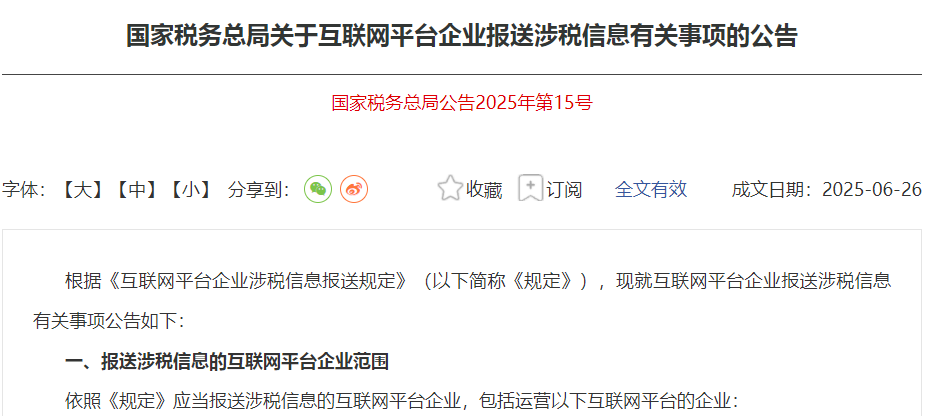 国家税务总局关于互联网平台企业报送涉税信息有关事项的公告
国家税务总局公告2025年第15号
字体：【大】【中】【小】 分享到： 收藏 订阅 全文有效 成文日期：2025-06-26
根据《互联网平台企业涉税信息报送规定》（以下简称《规定》），现就互联网平台企业报送涉税信息
有关事项公告如下：
一、报送涉税信息的互联网平台企业范围
依照《规定》应当报送涉税信息的互联网平台企业，包括运营以下互联网平台的企业：